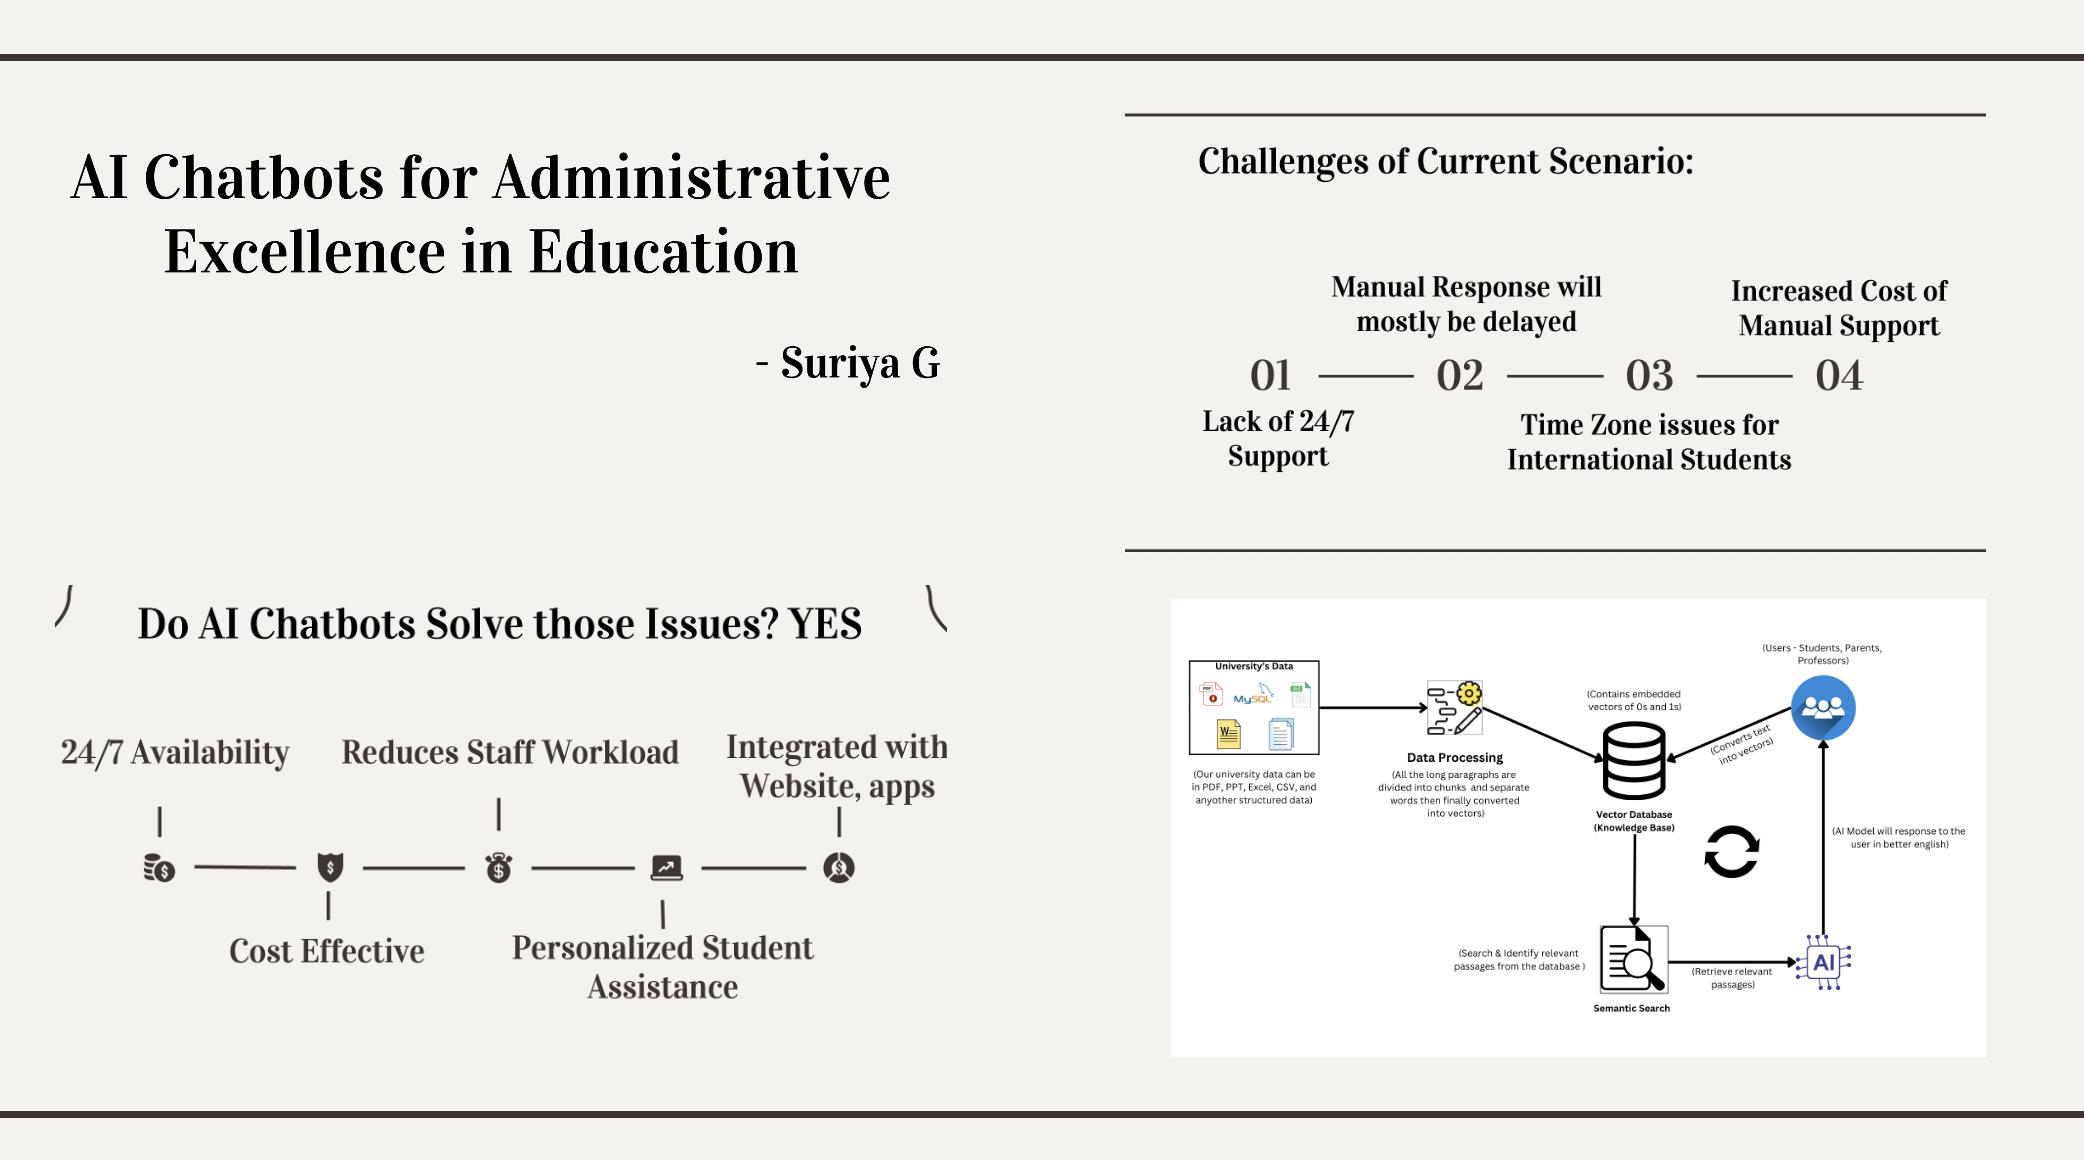 AI Chatbots for Administrative
Excellence in Education
- Suriya G
Challenges of Current Scenario:
Manual Response will
mostly be delayed
Increased Cost of
Manual Support
01
02
03
04
Lack of 24/7
Support
Time Zone issues for
International Students
Do AI Chatbots Solve those Issues? YES
24/7 Availability
Reduces Staff Workload
Integrated with
Website, apps
Cost Effective
Personalized Student
Assistance
University's Data
PDF
MySQL
XLS
W
(Our university data can be
in PDF, PPT, Excel, CSV, and
anyother structured data)
Data Processing
(All the long paragraphs are
divided into chunks and separate
words then finally converted
into vectors)
(Contains embedded
vectors of 0s and 1s)
Vector Database
(Knowledge Base)
(Users - Students, Parents,
Professors)
(Converts text
into vectors)
(AI Model will response to the
user in better english)
(Search & Identify relevant
passages from the database )
Semantic Search
(Retrieve relevant
passages)
AI